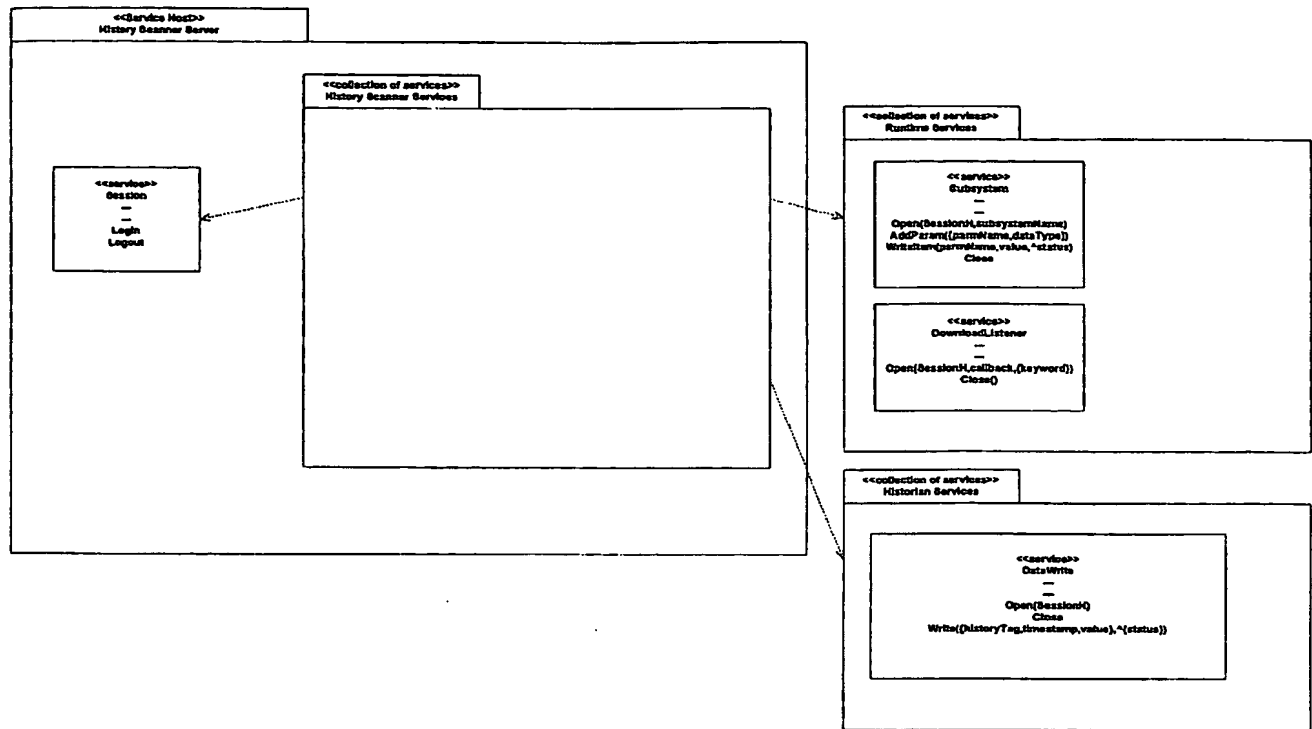 <<Service Host>>
History Scanner Server
<<collection of services>>
History Scanner Services
<<service>>
Session
—
—
Login
Logout
<<collection of services>>
Runtime Services
<<service>>
Subsystem
—
—
Open(SessionH,subsystemName)
AddParam({parmName,dataType})
WriteItem(parmName,value,^status)
Close
<<service>>
DownloadListener
—
—
Open(SessionH,callback,{keyword})
Close()
<<collection of services>>
Historian Services
<<service>>
DataWrite
—
—
Open(SessionH)
Close
Write({historyTag,timestamp,value},^{status})